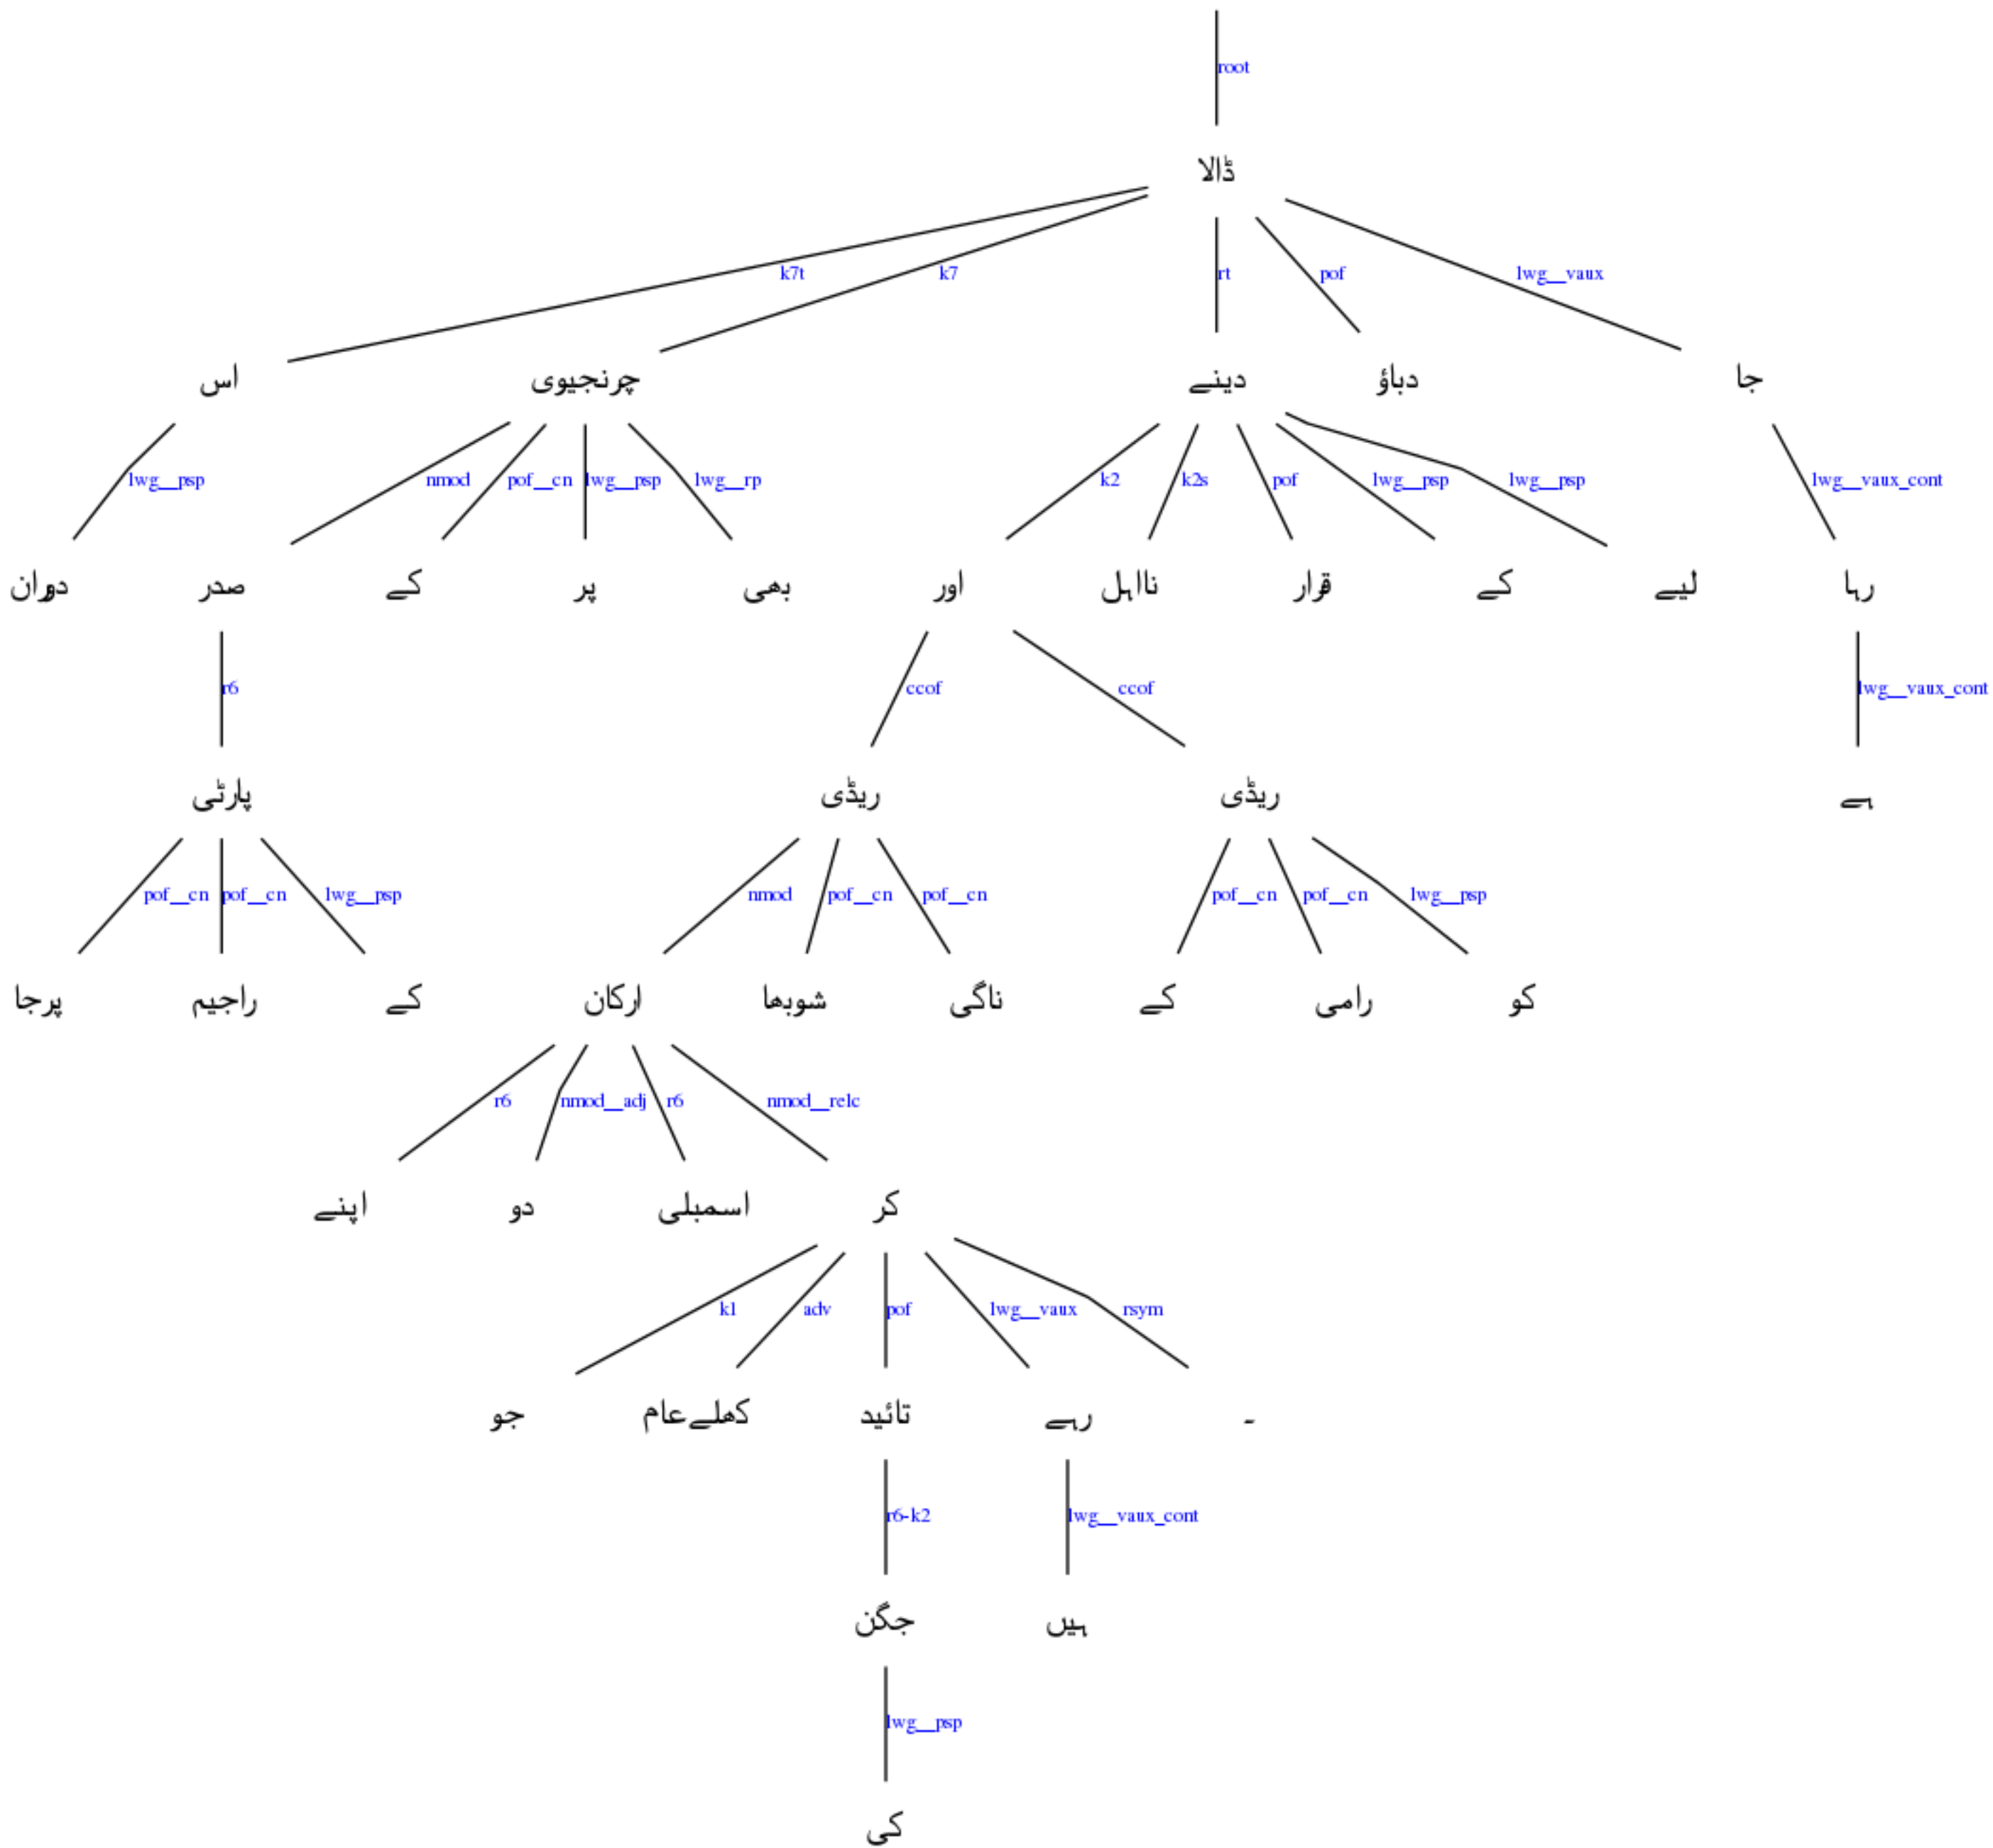 root
ڈالا
k7t k7 rt pof lwg__vaux
اس چرنجیوی دینے دباؤ جا
lwg__psp nmod pof__cn lwg__psp lwg__rp k2 k2s pof lwg__psp lwg__psp lwg__vaux_cont
دوران صدر کے پر بھی اور نااہل قرار کے لیے رہا
r6 ccof ccof lwg__vaux_cont
پارٹی ریڈی ریڈی ہے
pof__cn pof__cn lwg__psp nmod pof__cn pof__cn pof__cn pof__cn lwg__psp
پرجا راجیم کے ارکان شوبھا ناگی کے رامی کو
r6 nmod__adj r6 nmod__relc
اپنے دو اسمبلی کر
k1 adv pof lwg__vaux rsym
جو کھلےعام تائید رہے ۔
r6-k2 lwg__vaux_cont
جگن ہیں
lwg__psp
کی